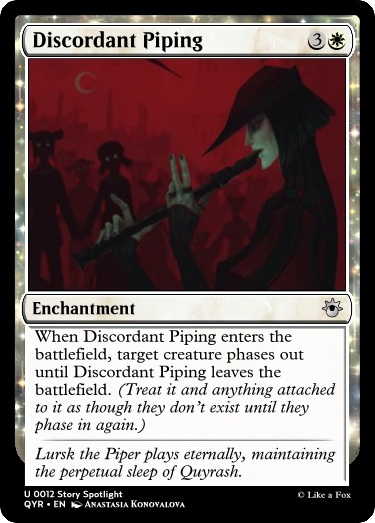 Discordant Piping 3
Enchantment
When Discordant Piping enters the
battlefield, target creature phases out
until Discordant Piping leaves the
battlefield. (Treat it and anything attached
to it as though they don't exist until they
phase in again.)
Lursk the Piper plays eternally, maintaining
the perpetual sleep of Quyrash.
U 0012 Story Spotlight
QYR • EN Anastasia Konovalova © Like a Fox